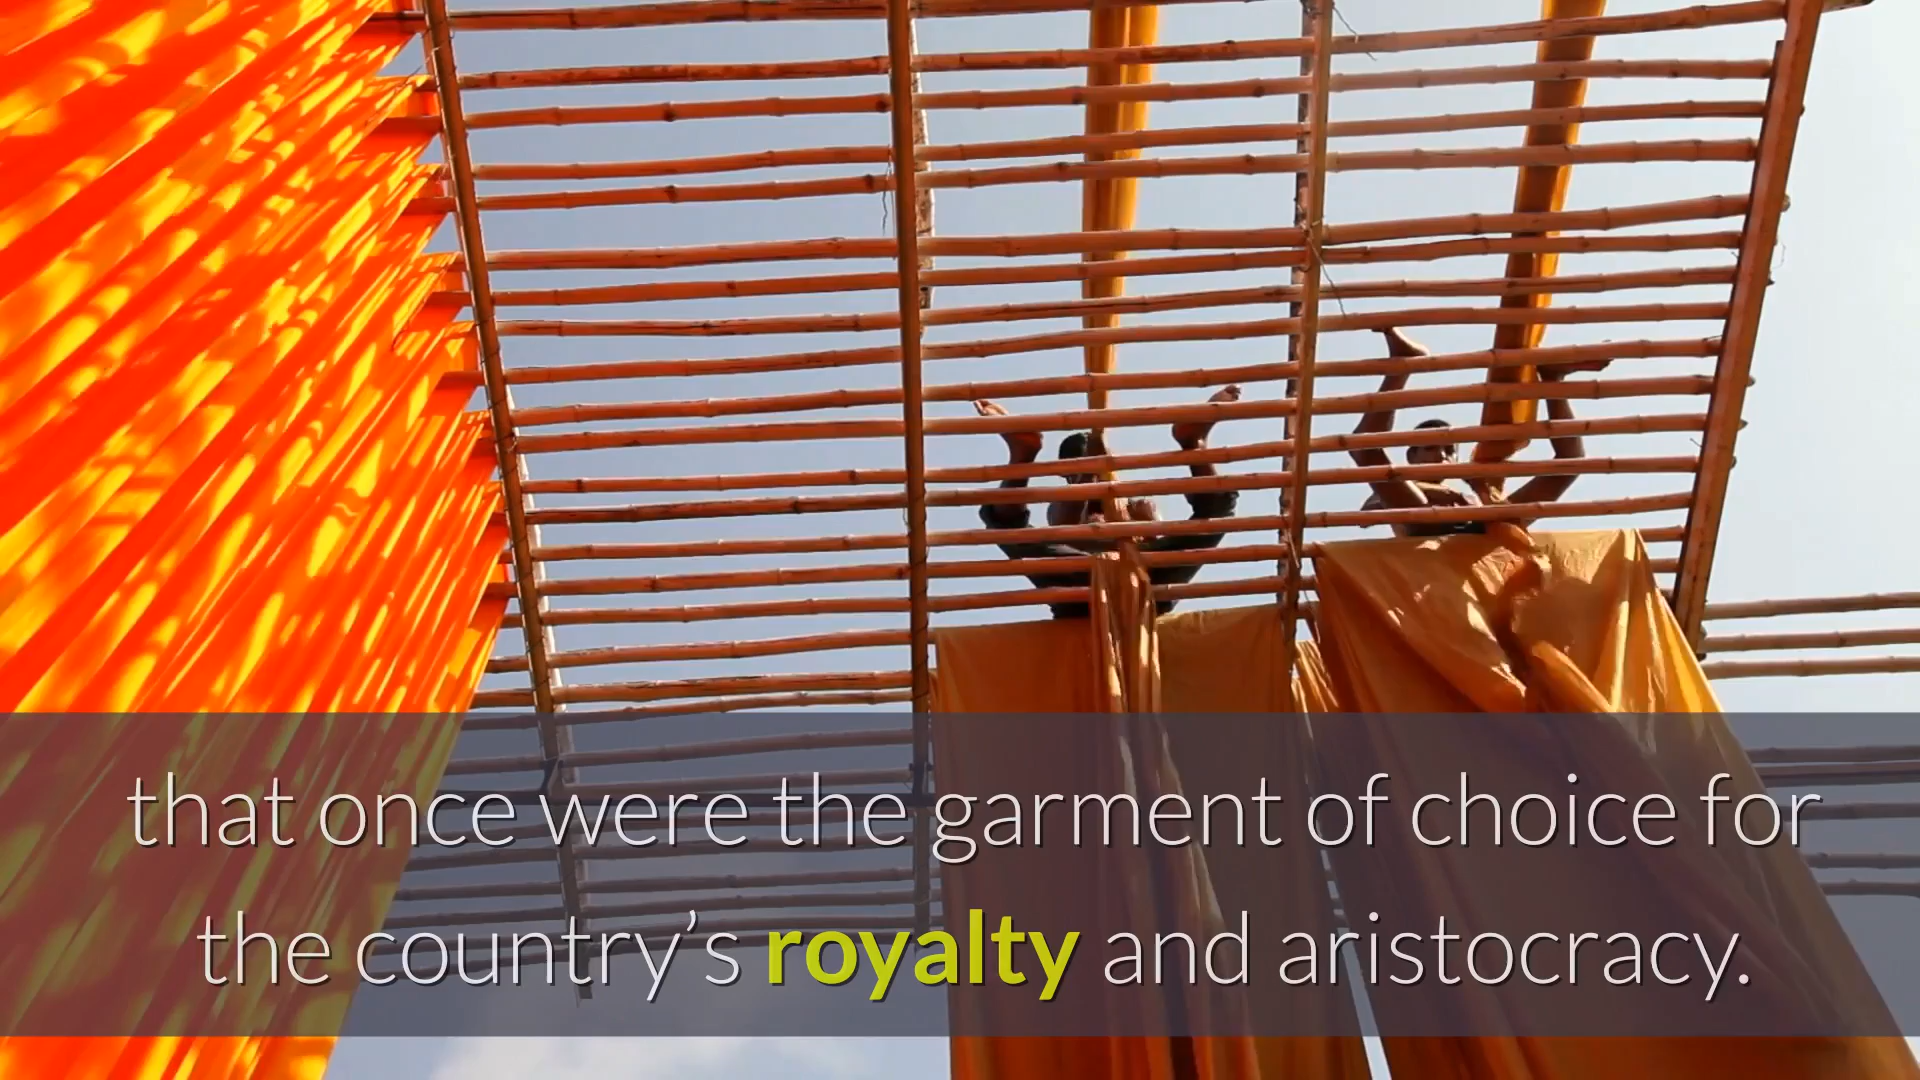 that once were the garment of choice for
the country’s royalty and aristocracy.